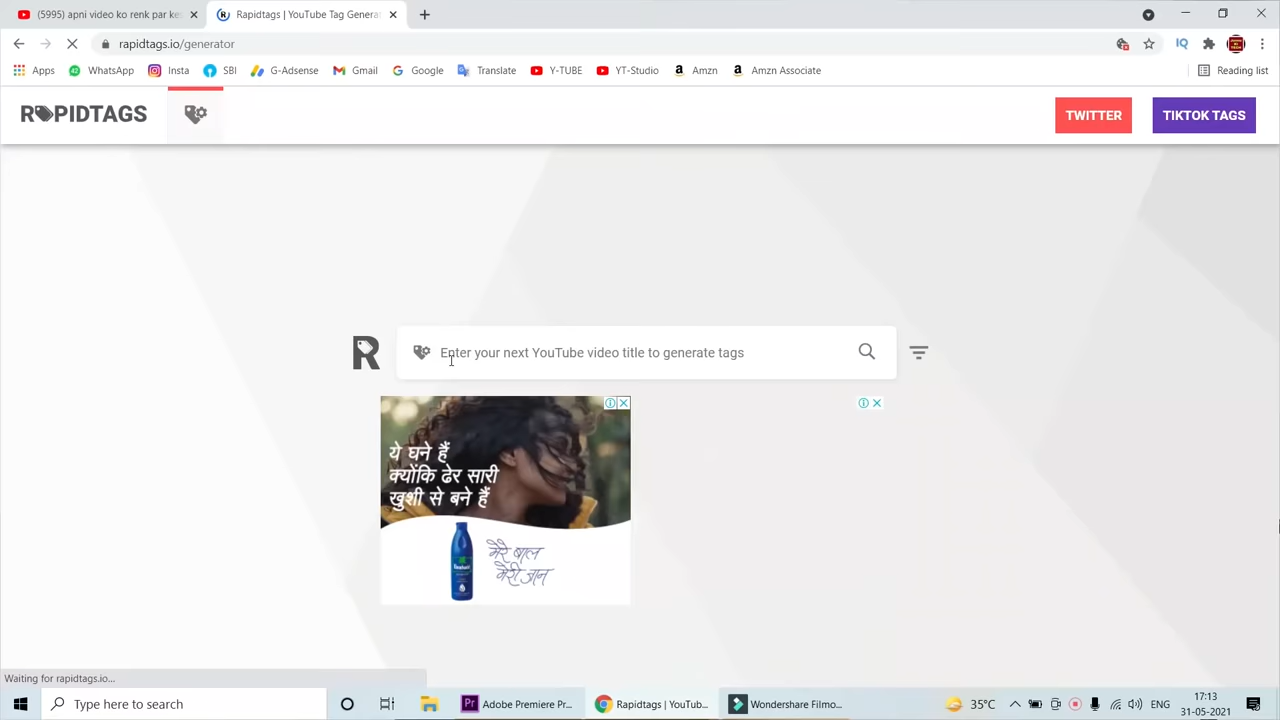 (5995) apni video ko renk par ke
Rapidtags | YouTube Tag Genera
rapidtags.io/generator
Apps
WhatsApp
Insta
SBI
G-Adsense
Gmail
Google
Translate
Y-TUBE
YT-Studio
Amzn
Amzn Associate
Reading list
RAPIDTAGS
TWITTER
TIKTOK TAGS
R
Enter your next YouTube video title to generate tags
ये घने हैं
क्योंकि ढेर सारी
खुशी से बने हैं
मेरे बाल
मेरी जान
Waiting for rapidtags.io...
Type here to search
Adobe Premiere Pr...
Rapidtags | YouTub...
Wondershare Filmo...
35°C
ENG
17:13
31-05-2021